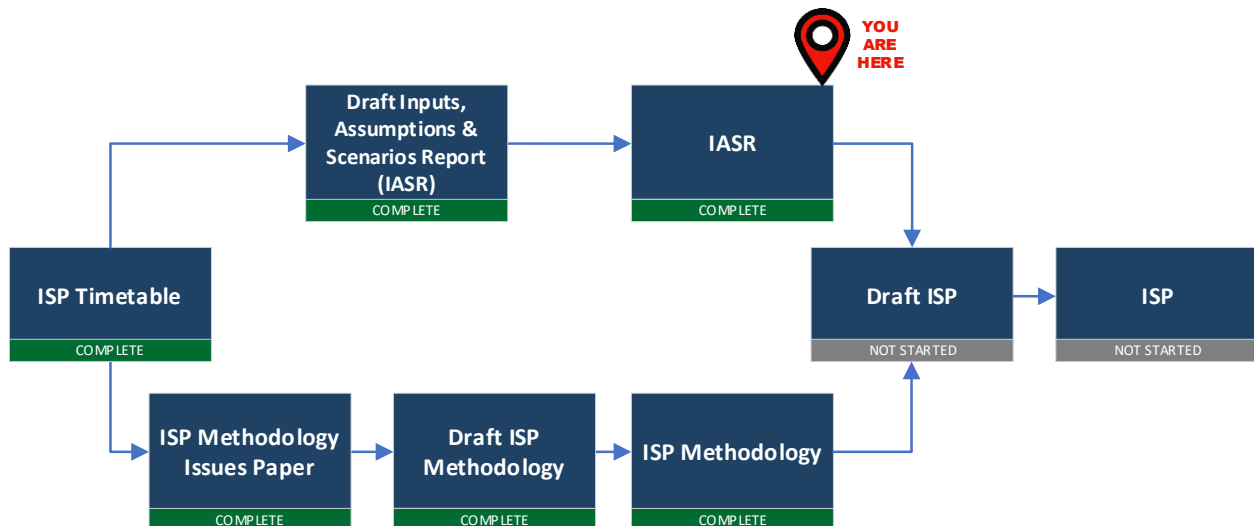 YOU
ARE
HERE
Draft Inputs,
Assumptions &
Scenarios Report
(IASR)
COMPLETE
IASR
COMPLETE
ISP Timetable
COMPLETE
Draft ISP
NOT STARTED
ISP
NOT STARTED
ISP Methodology
Issues Paper
COMPLETE
Draft ISP
Methodology
COMPLETE
ISP Methodology
COMPLETE